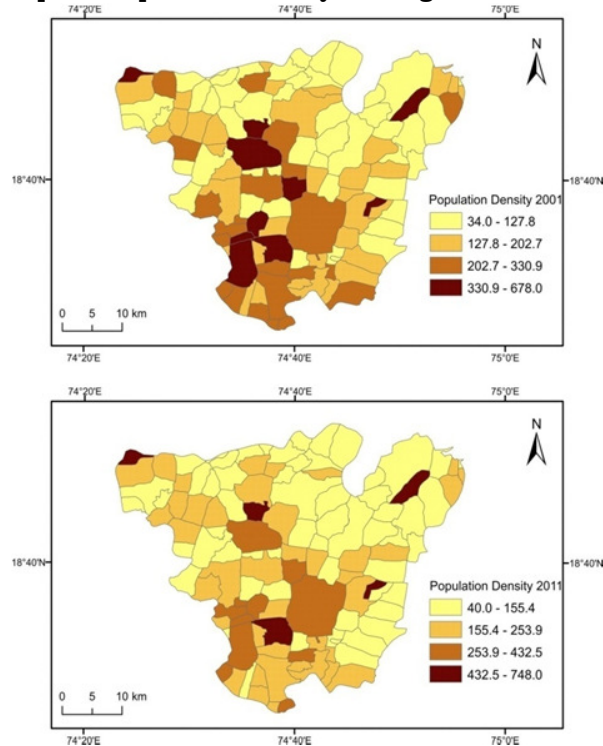 74°20'E 74°40'E 75°0'E
N
18°40'N 18°40'N
Population Density 2001
34.0 - 127.8
127.8 - 202.7
202.7 - 330.9
330.9 - 678.0
0 5 10 km
74°20'E 74°40'E 75°0'E
74°20'E 74°40'E 75°0'E
N
18°40'N 18°40'N
Population Density 2011
40.0 - 155.4
155.4 - 253.9
253.9 - 432.5
432.5 - 748.0
0 5 10 km
74°20'E 74°40'E 75°0'E